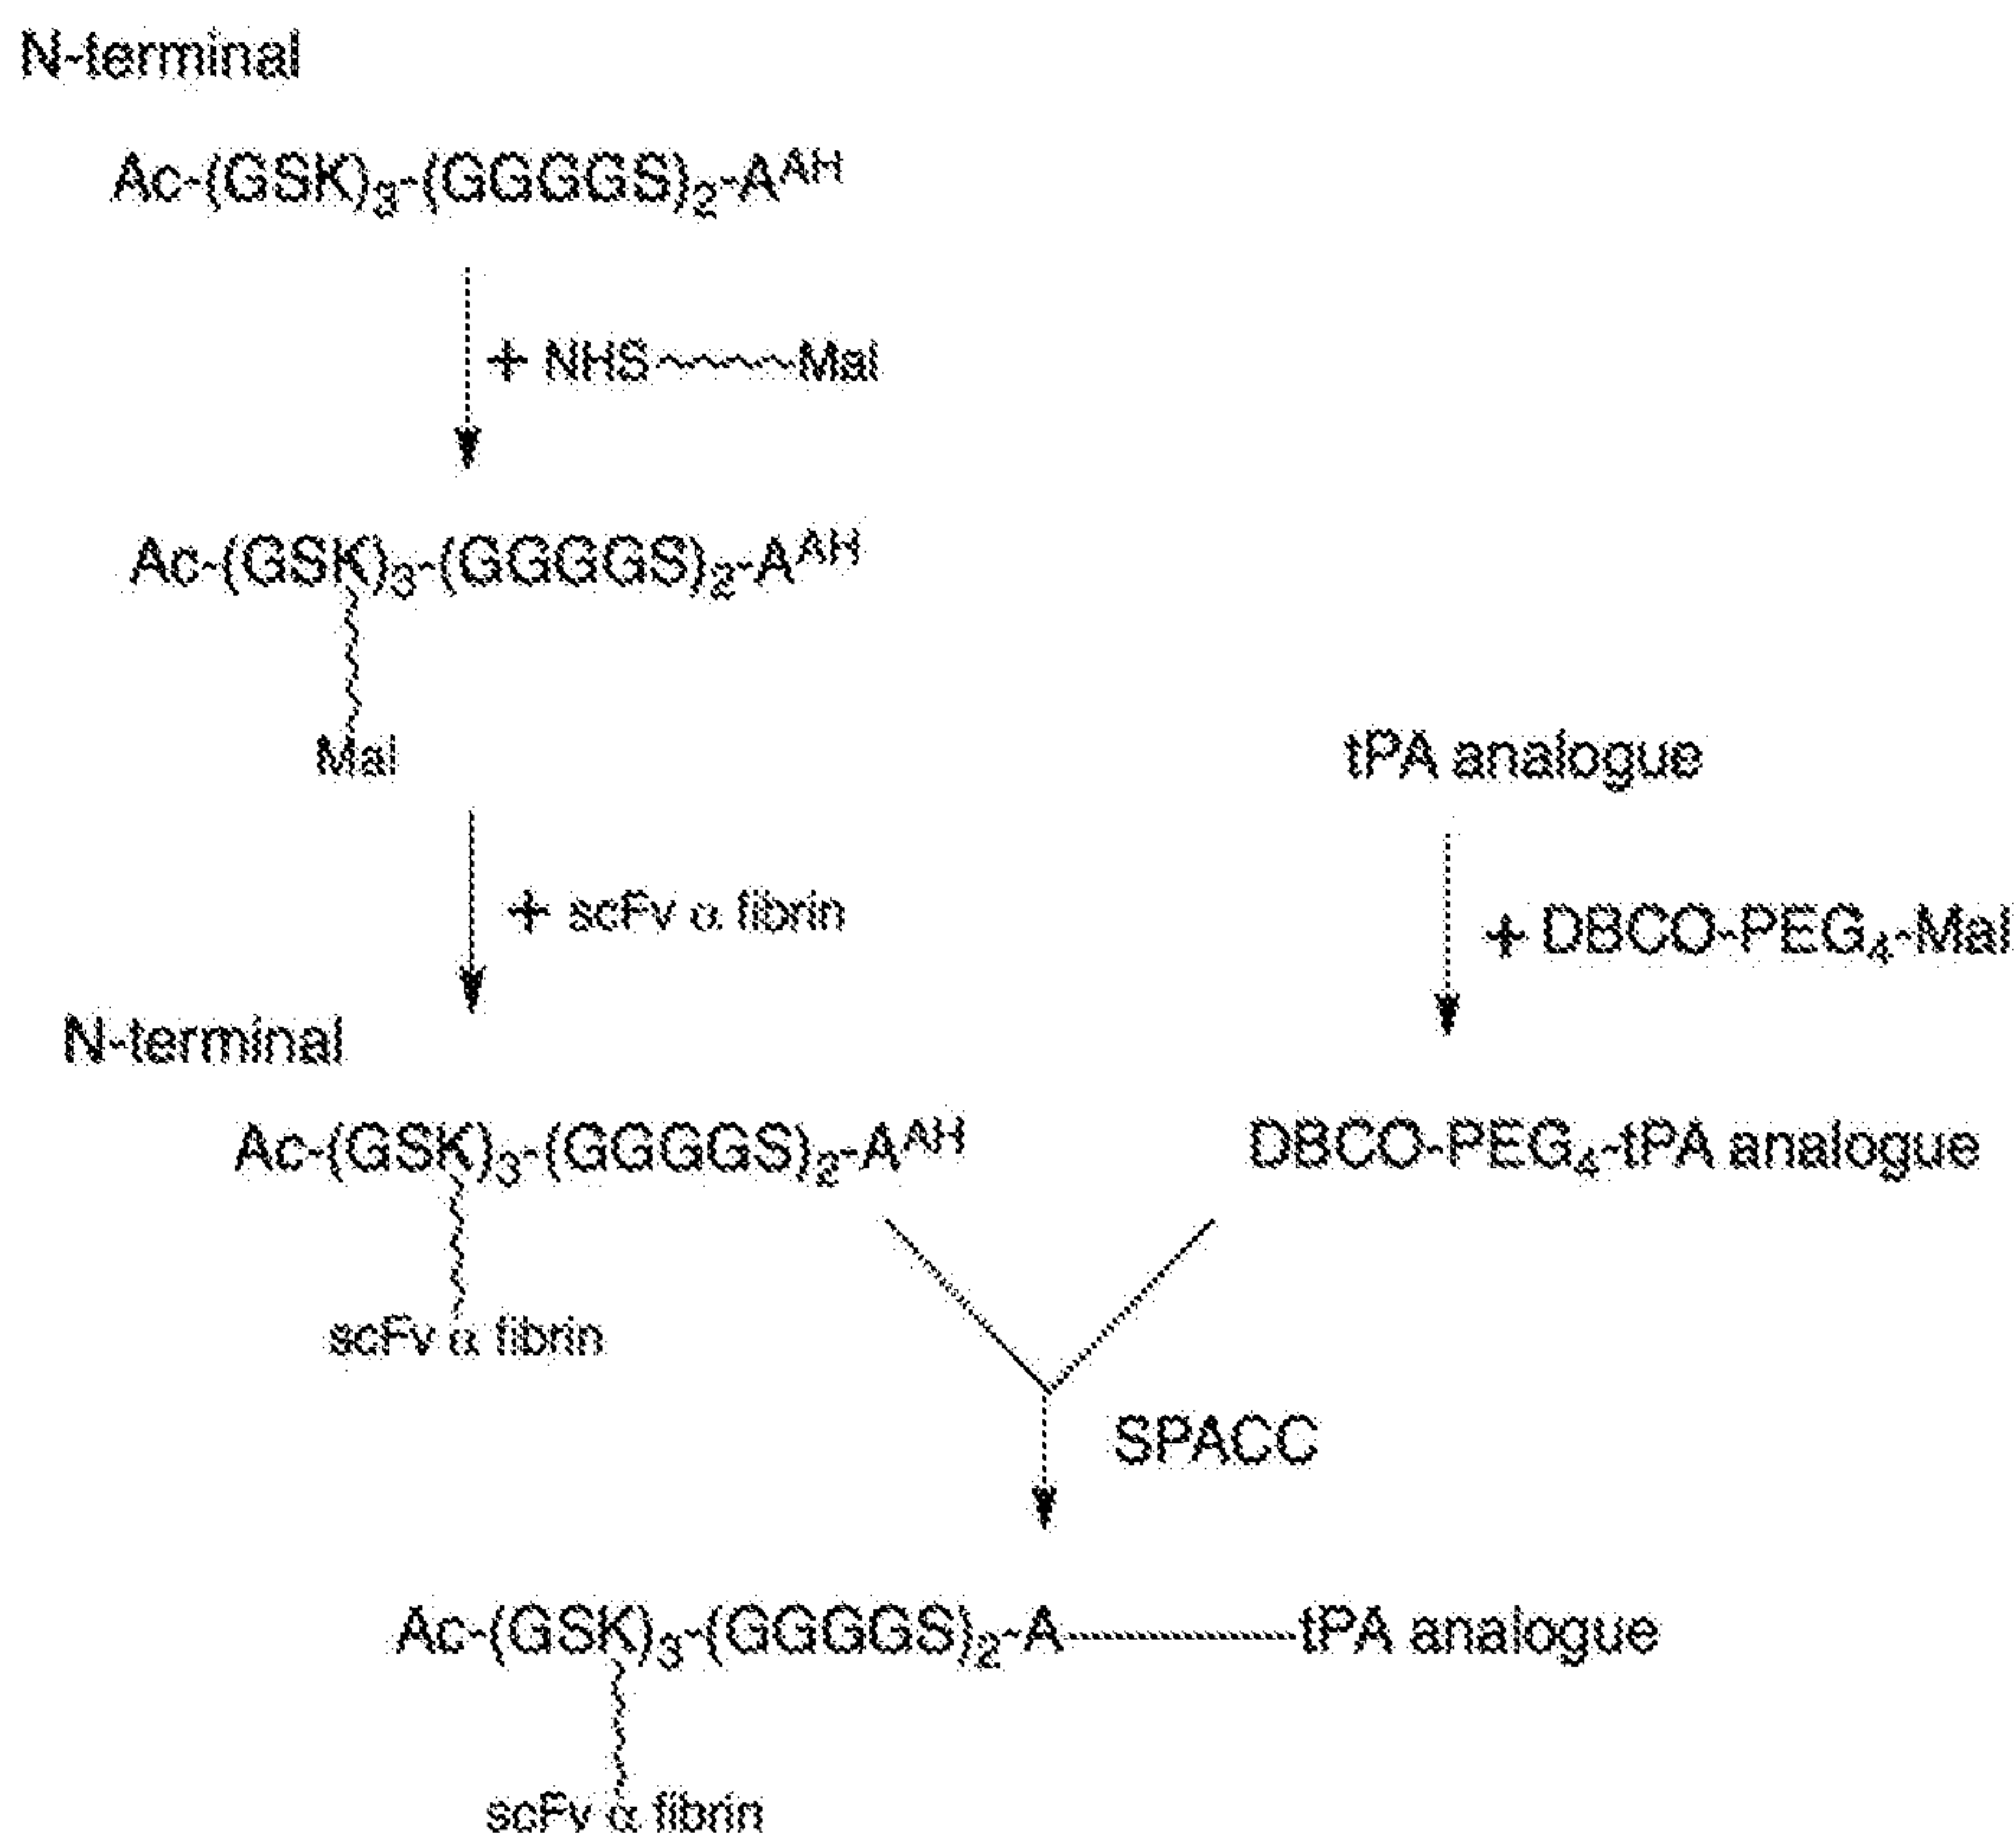 N-terminal
Ac-(GSK)₃-(GGGGS)₂-Aᴬᴴ
+ NHS Mal
Ac-(GSK)₃-(GGGGS)₂-Aᴬᴴ
Mal
tPA analogue
+ scFv α fibrin
+ DBCO-PEG₄-Mal
N-terminal
Ac-(GSK)₃-(GGGGS)₂-Aᴬᴴ
DBCO-PEG₄-tPA analogue
scFv α fibrin
SPACC
Ac-(GSK)₃-(GGGGS)₂-A tPA analogue
scFv α fibrin